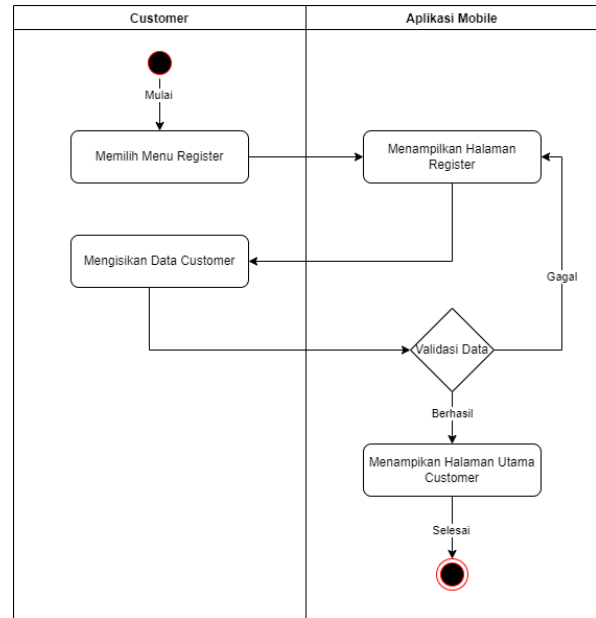 Customer
Aplikasi Mobile
Mulai
Memilih Menu Register
Menampilkan Halaman
Register
Mengisikan Data Customer
Gagal
Validasi Data
Berhasil
Menampikan Halaman Utama
Customer
Selesai